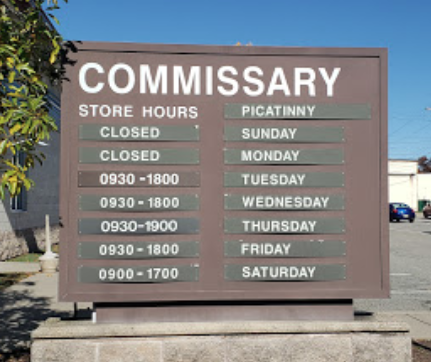 COMMISSARY
STORE HOURS PICATINNY
CLOSED SUNDAY
CLOSED MONDAY
0930-1800 TUESDAY
0930-1800 WEDNESDAY
0930-1900 THURSDAY
0930-1800 FRIDAY
0900-1700 SATURDAY